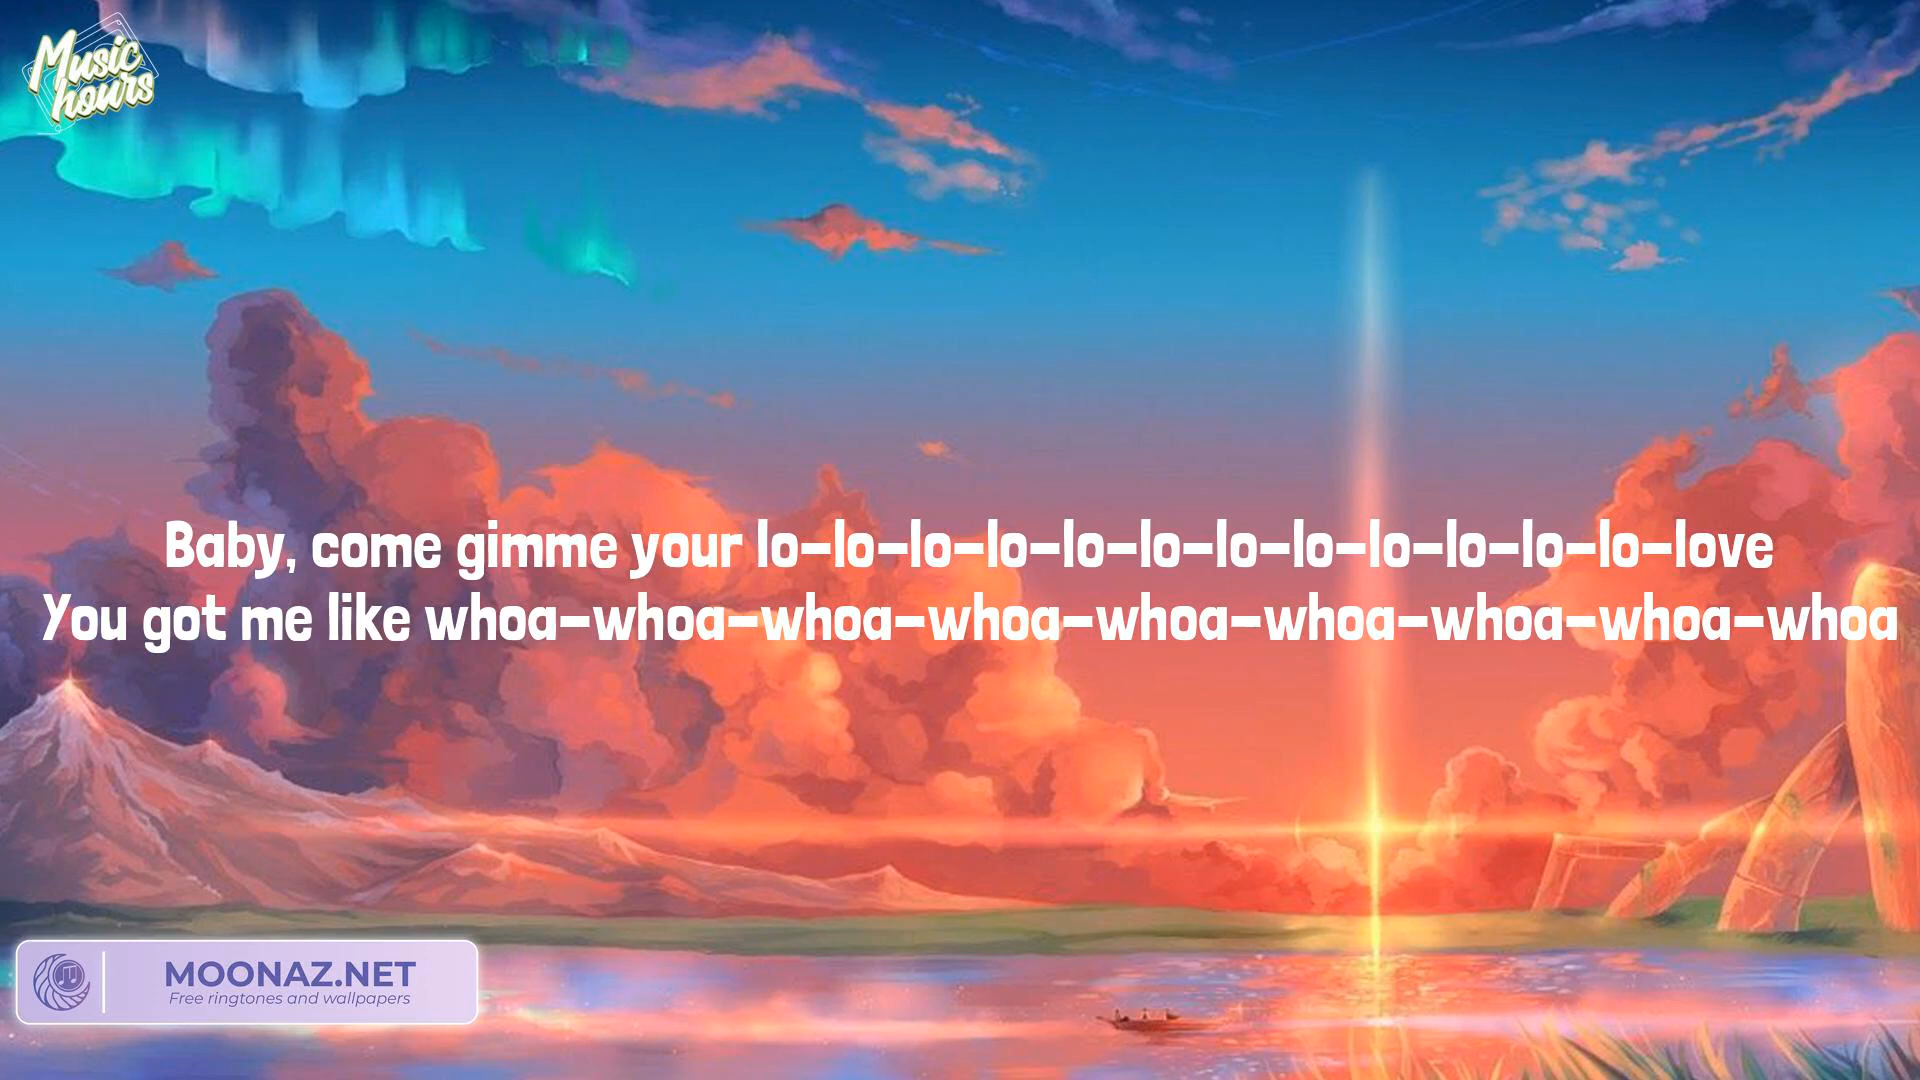 Music
hours
Baby, come gimme your lo-lo-lo-lo-lo-lo-lo-lo-lo-lo-lo-lo-love
You got me like whoa-whoa-whoa-whoa-whoa-whoa-whoa-whoa-whoa
MOONAZ.NET
Free ringtones and wallpapers